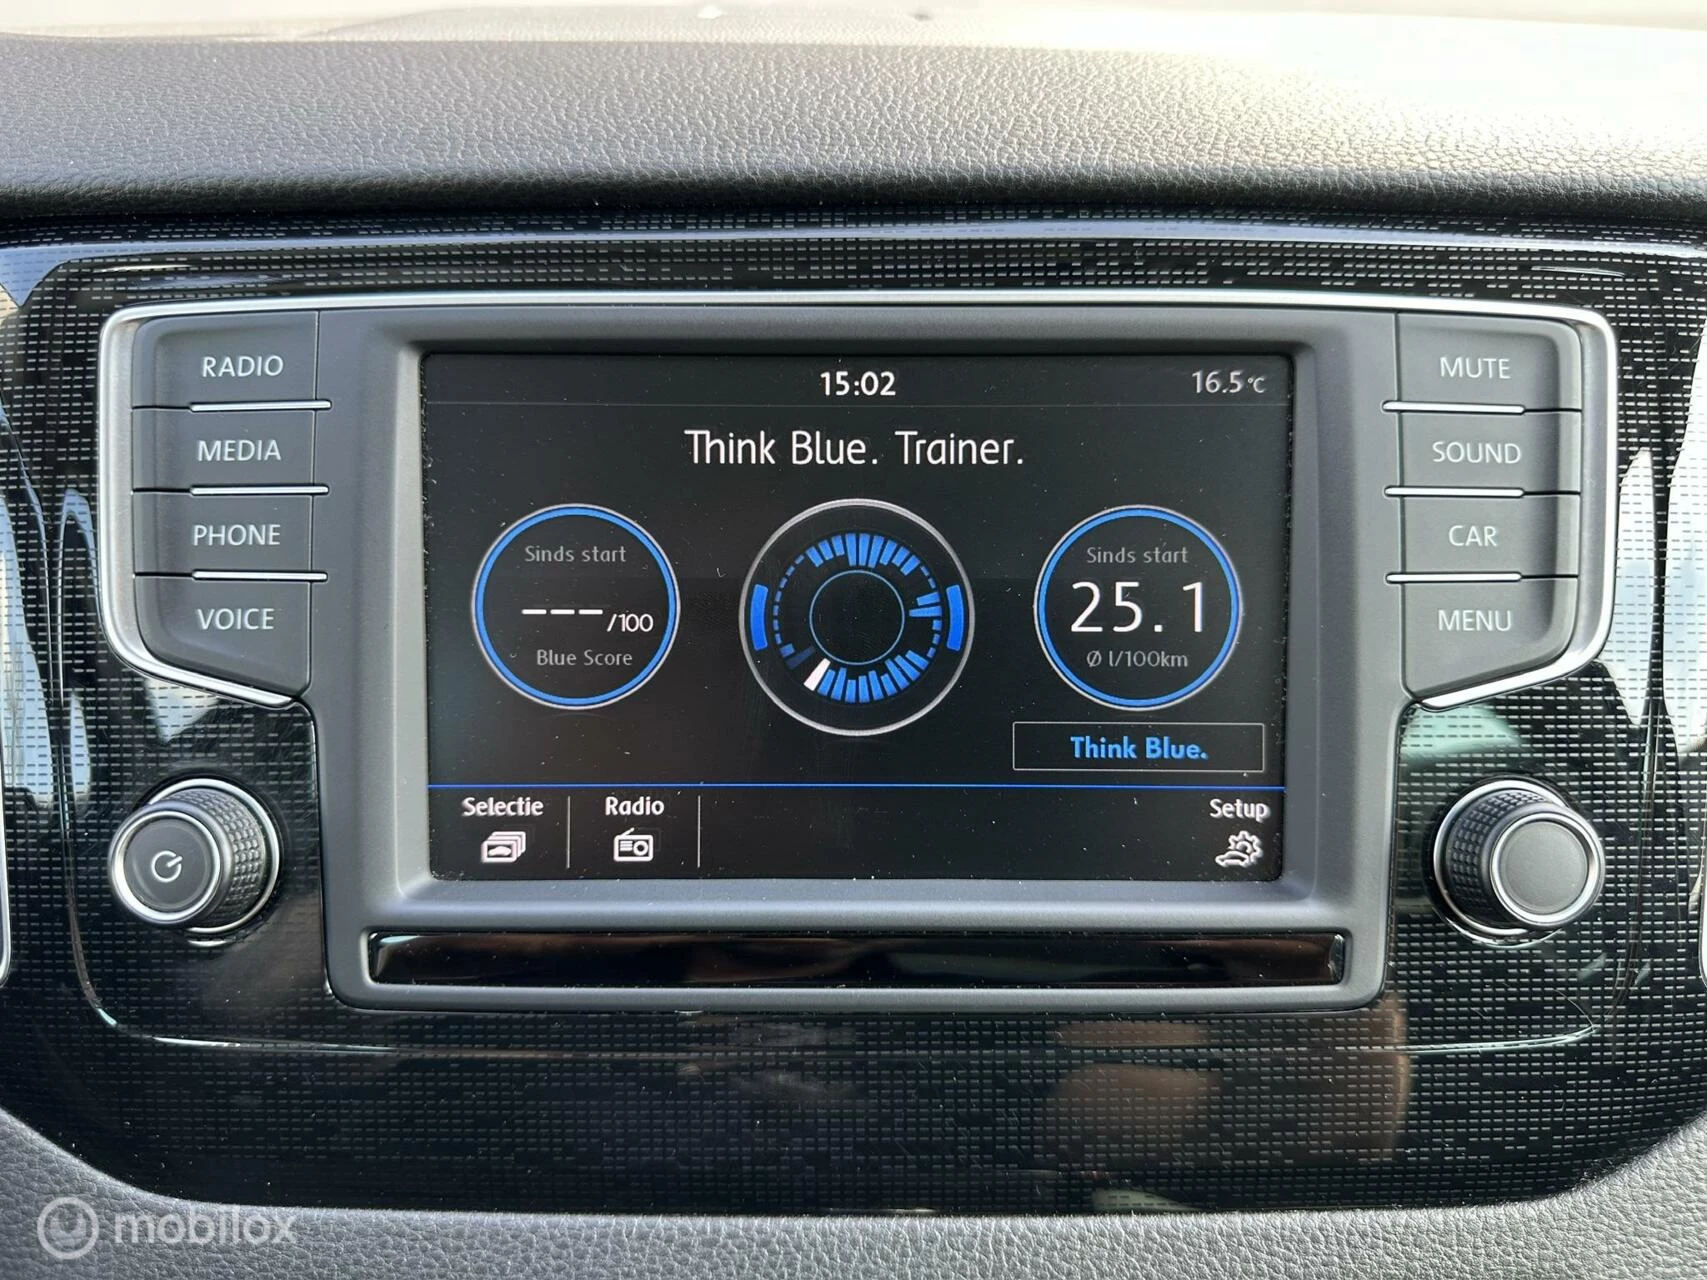 RADIO
MEDIA
PHONE
VOICE
15:02
16.5°C
Think Blue. Trainer.
Sinds start
---/100
Blue Score
Sinds start
25.1
Ø l/100km
Think Blue.
Selectie
Radio
Setup
MUTE
SOUND
CAR
MENU
mobilox